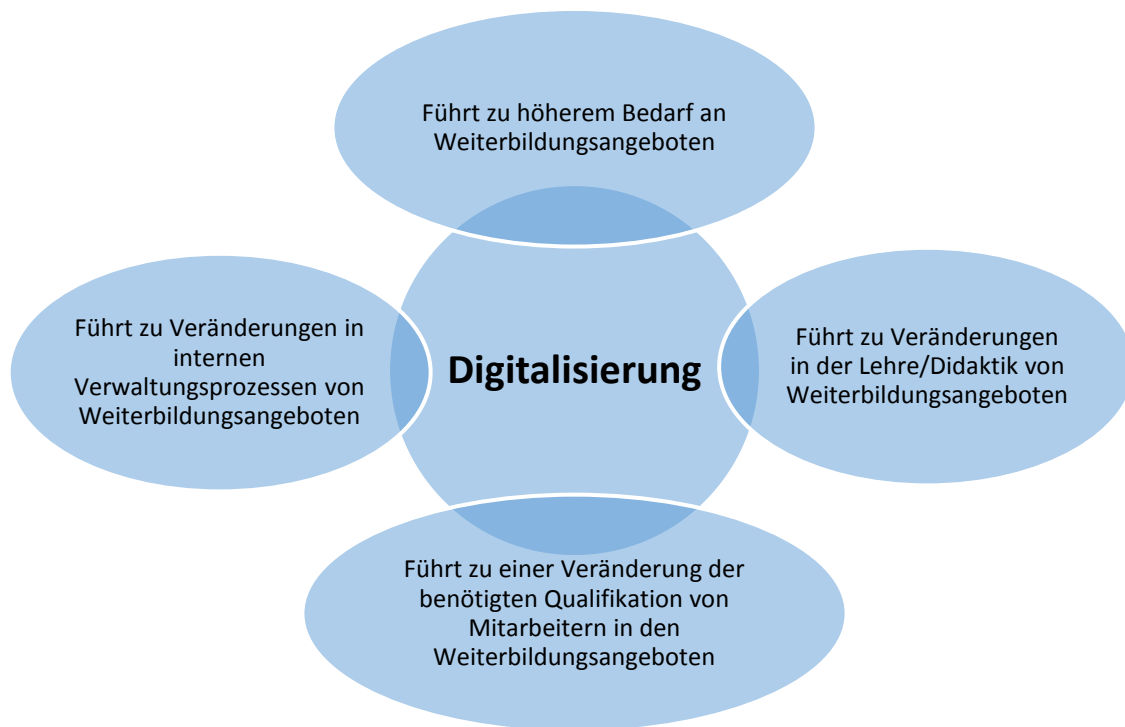 Führt zu höherem Bedarf an
Weiterbildungsangeboten
Führt zu Veränderungen in
internen
Verwaltungsprozessen von
Weiterbildungsangeboten
Digitalisierung
Führt zu Veränderungen
in der Lehre/Didaktik von
Weiterbildungsangeboten
Führt zu einer Veränderung der
benötigten Qualifikation von
Mitarbeitern in den
Weiterbildungsangeboten